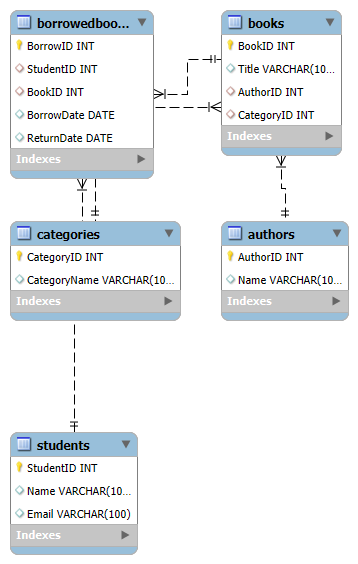 borrowedboo...
BorrowID INT
StudentID INT
BookID INT
BorrowDate DATE
ReturnDate DATE
Indexes
books
BookID INT
Title VARCHAR(10...
AuthorID INT
CategoryID INT
Indexes
categories
CategoryID INT
CategoryName VARCHAR(10...
Indexes
authors
AuthorID INT
Name VARCHAR(10...
Indexes
students
StudentID INT
Name VARCHAR(10...
Email VARCHAR(100)
Indexes